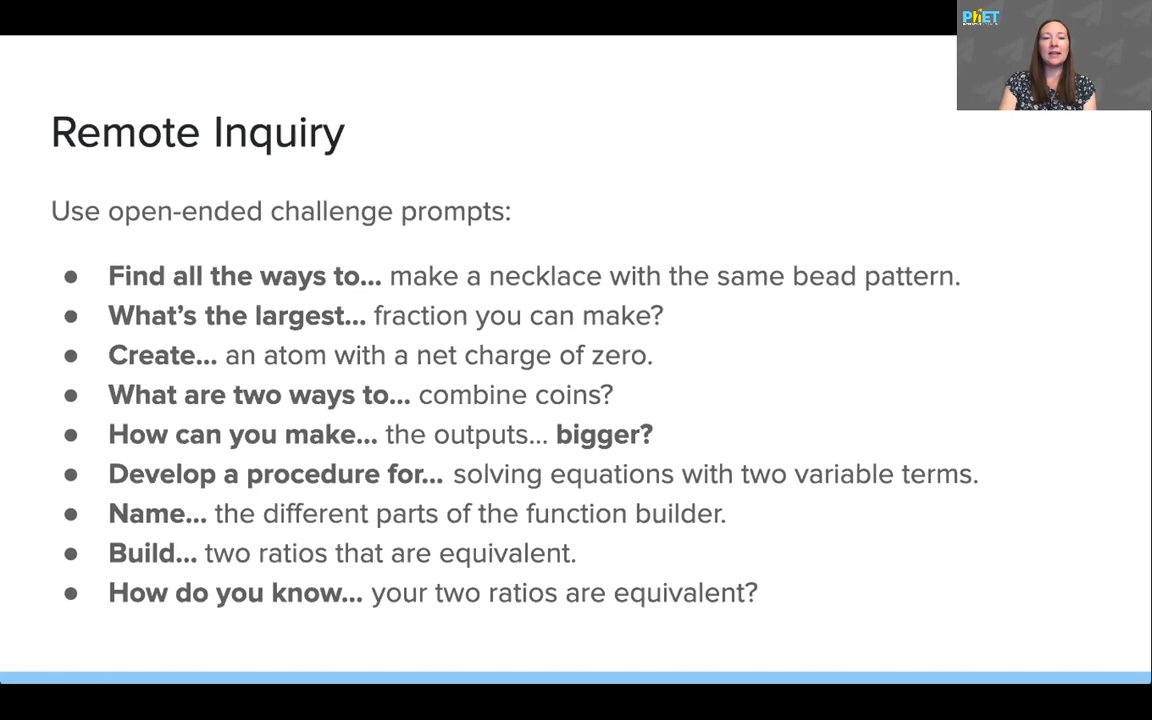 PhET
Remote Inquiry
Use open-ended challenge prompts:
● Find all the ways to... make a necklace with the same bead pattern.
● What's the largest... fraction you can make?
● Create... an atom with a net charge of zero.
● What are two ways to... combine coins?
● How can you make... the outputs... bigger?
● Develop a procedure for... solving equations with two variable terms.
● Name... the different parts of the function builder.
● Build... two ratios that are equivalent.
● How do you know... your two ratios are equivalent?